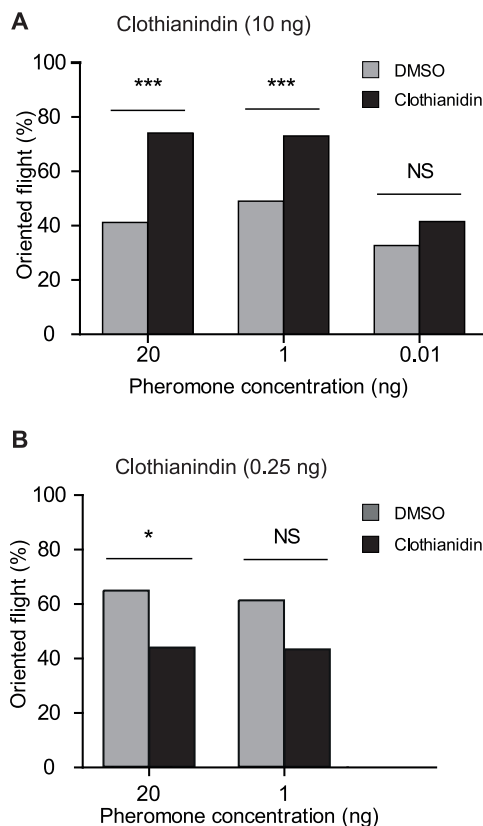 A
Clothianindin (10 ng)
100
80
60
40
20
0
Oriented flight (%)
***
***
NS
DMSO
Clothianidin
20 1 0.01
Pheromone concentration (ng)
B
Clothianindin (0.25 ng)
100
80
60
40
20
0
Oriented flight (%)
*
NS
DMSO
Clothianidin
20 1
Pheromone concentration (ng)